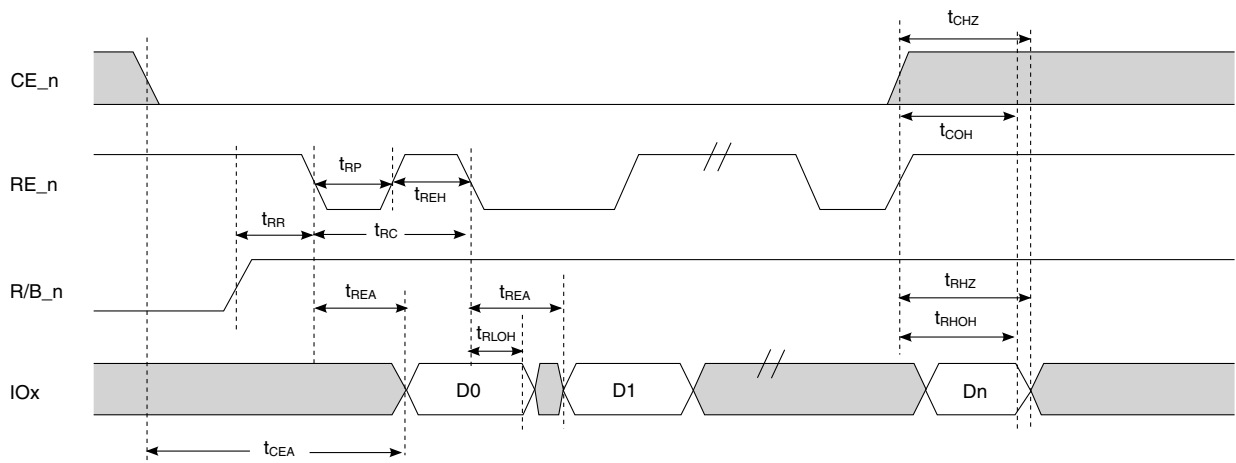 tCHZ
CE_n
tCOH
tRP
RE_n
tREH
tRR
tRC
R/B_n
tREA
tREA
tRHZ
tRLOH
tRHOH
IOx
D0
D1
Dn
tCEA